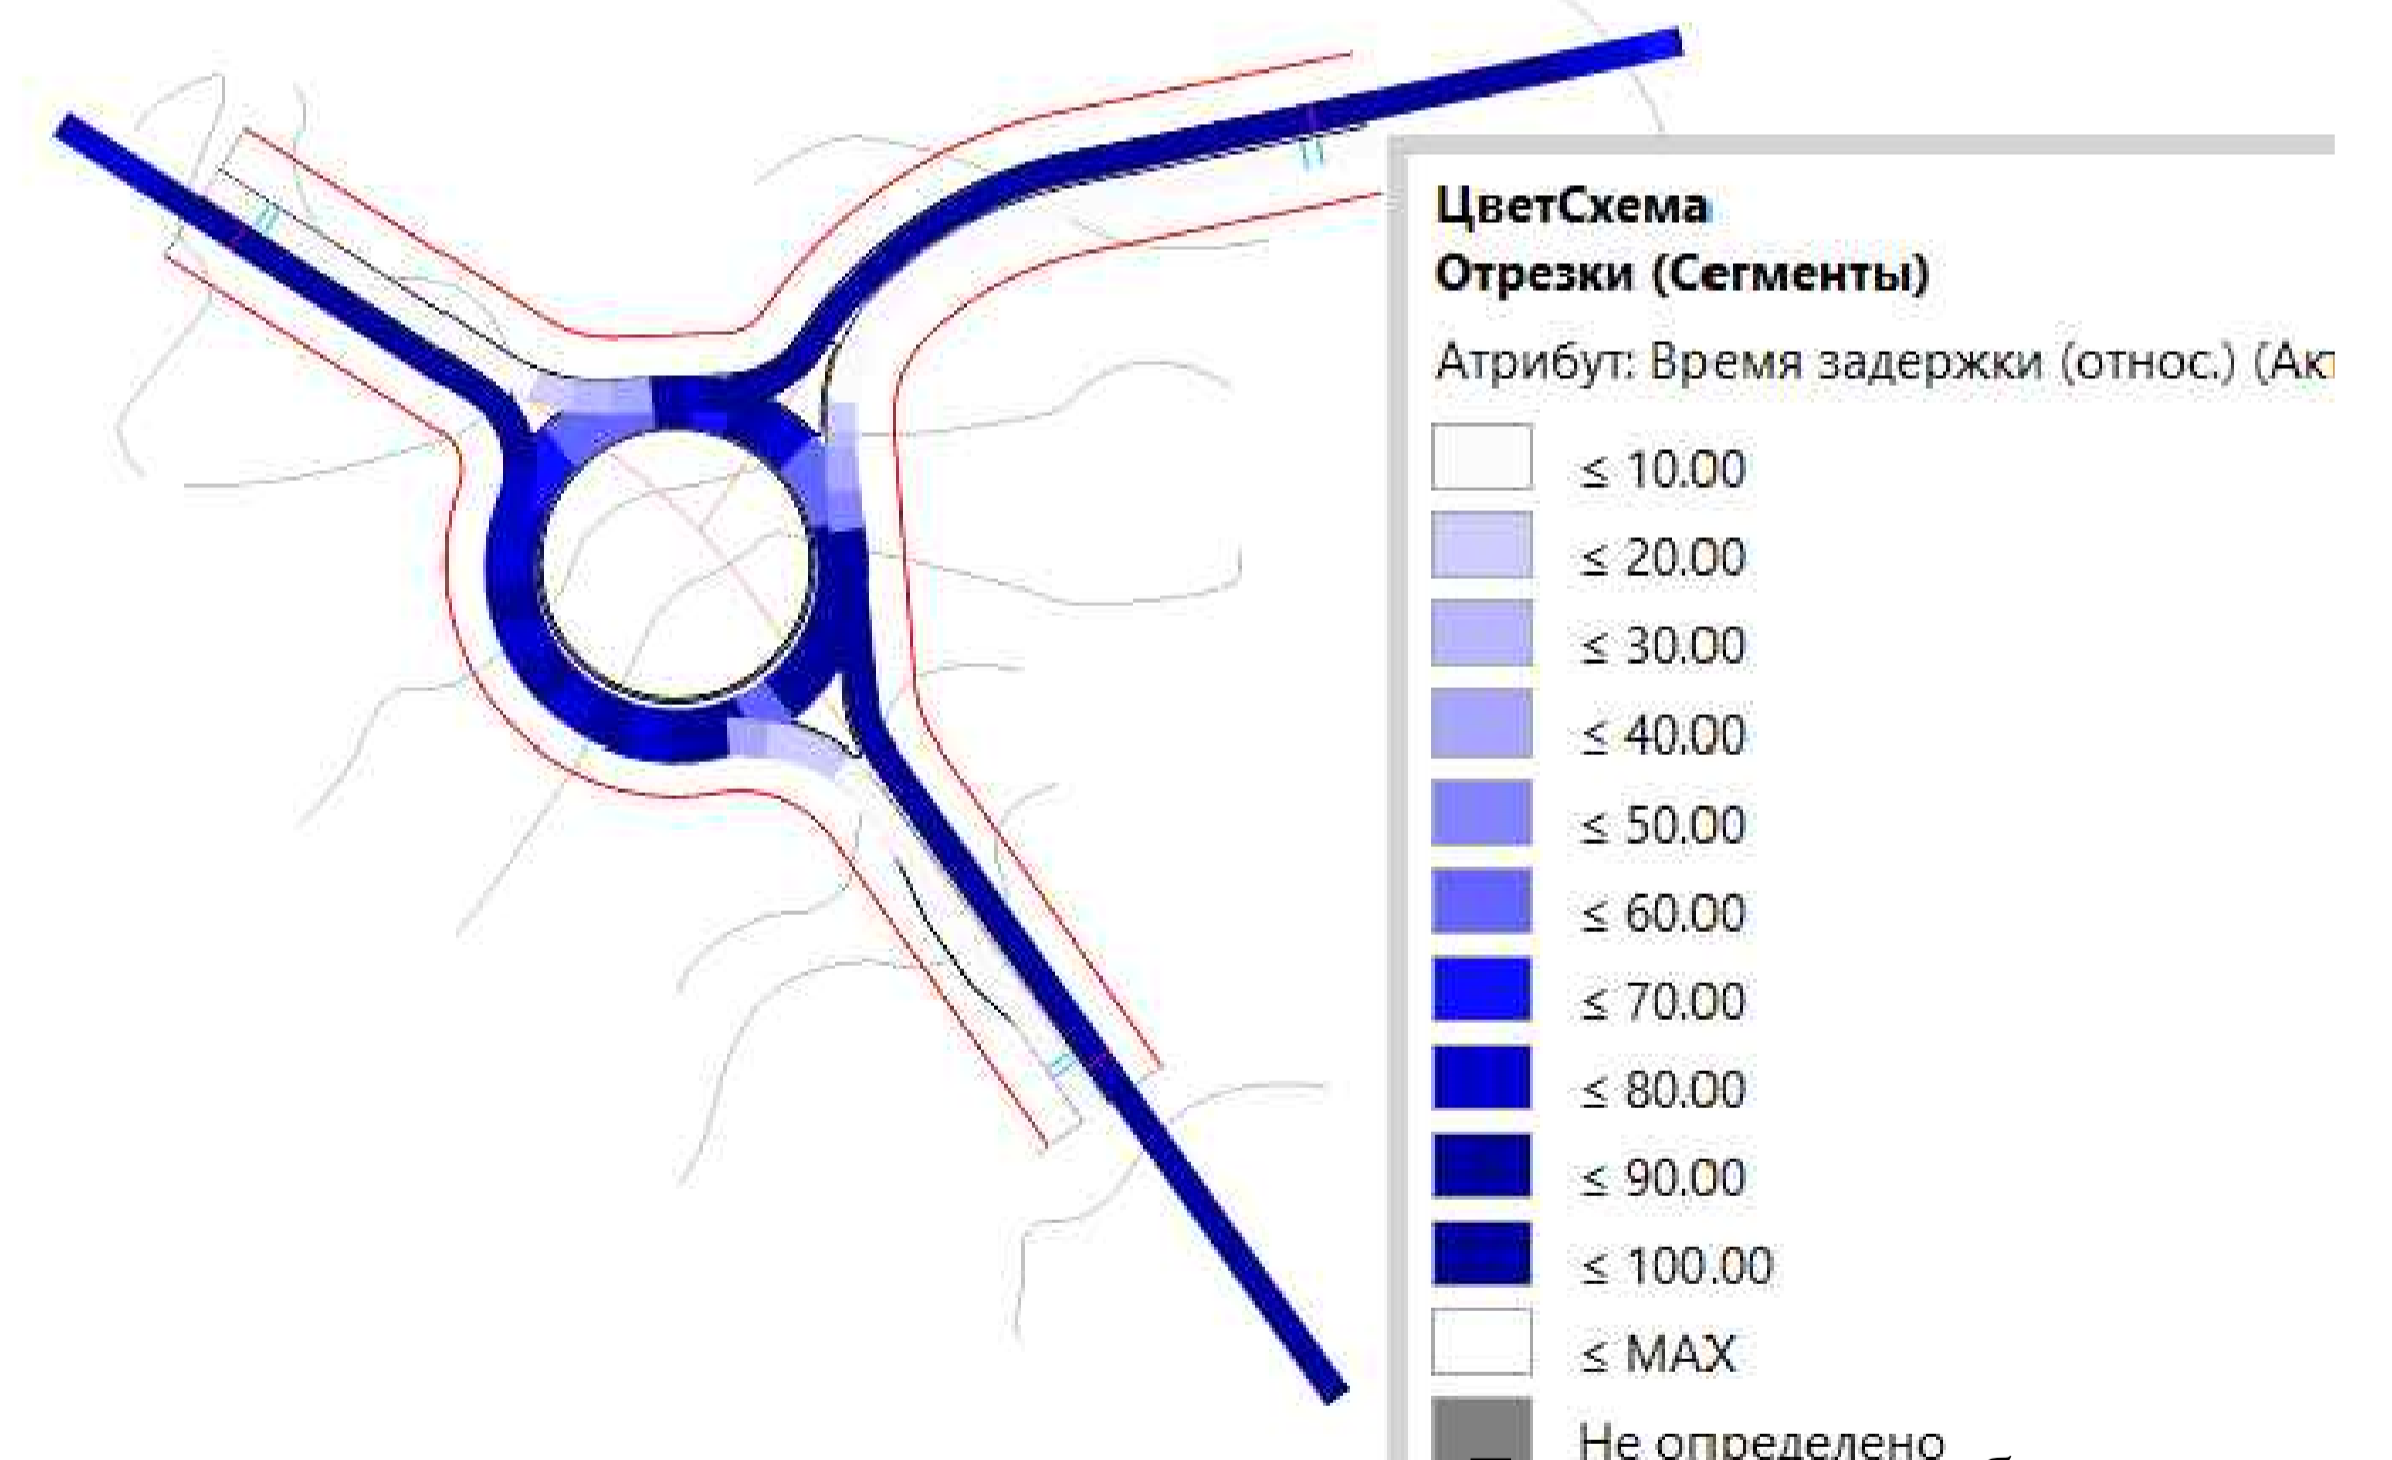 ЦветСхема
Отрезки (Сегменты)
Атрибут: Время задержки (относ.) (Ак
≤ 10.00
≤ 20.00
≤ 30.00
≤ 40.00
≤ 50.00
≤ 60.00
≤ 70.00
≤ 80.00
≤ 90.00
≤ 100.00
≤ MAX
Не определено